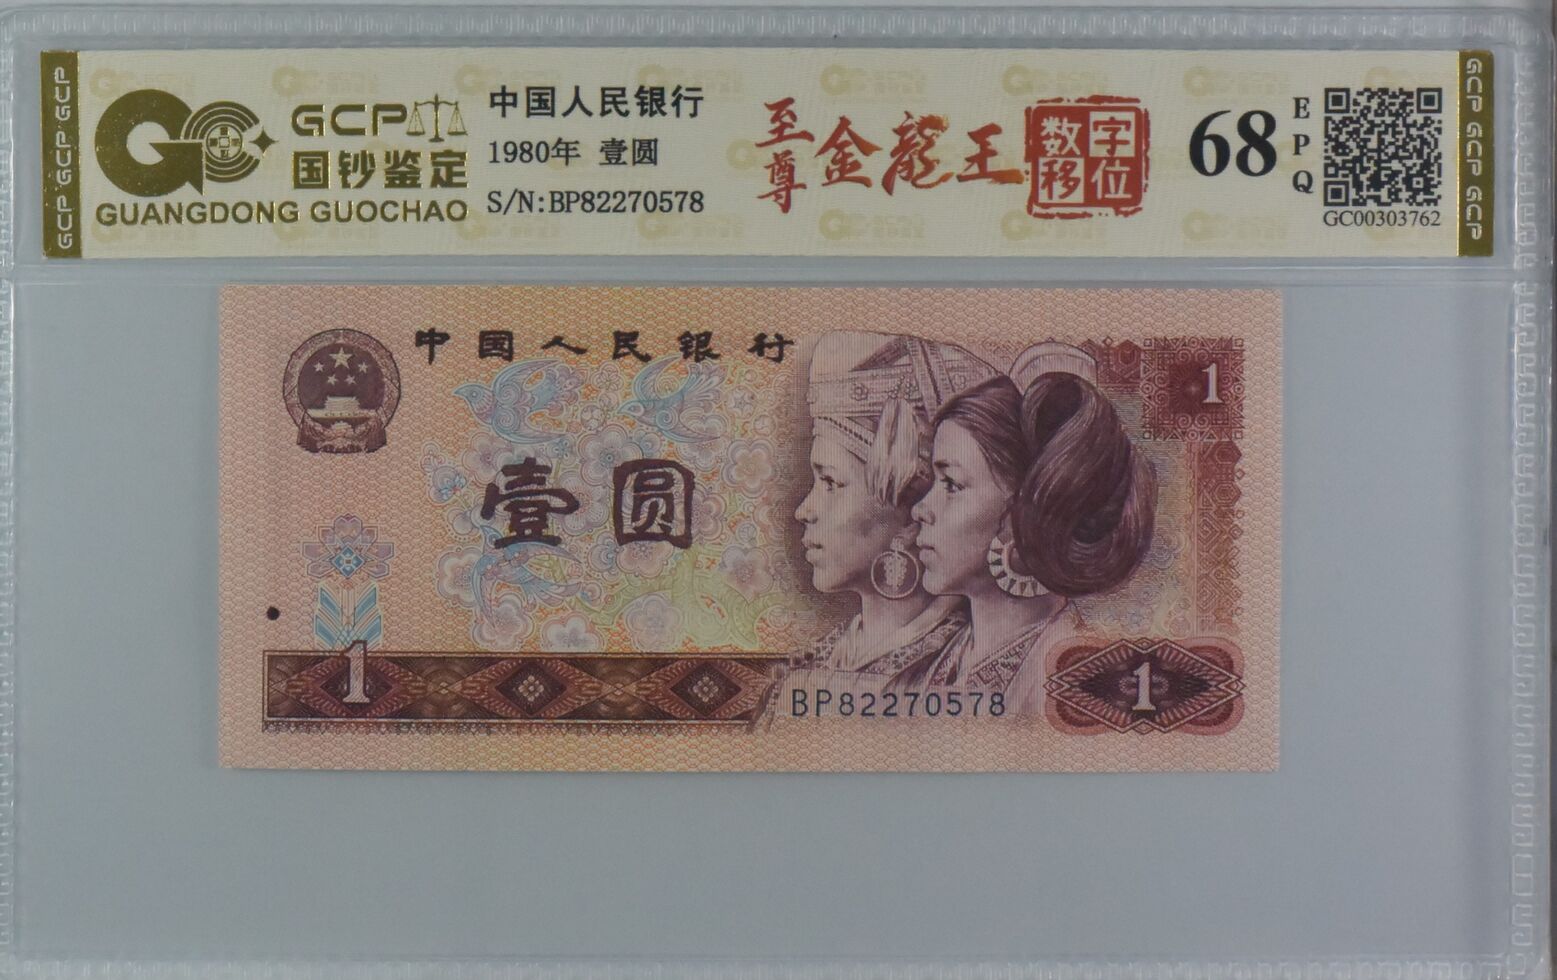 GCP GCP GCP
GCP
国钞鉴定
GUANGDONG GUOCHAO
中国人民银行
1980年 壹圆
S/N:BP82270578
至尊
金龍王
数字
移位
68
EPQ
GC00303762
GCP GCP GCP
中国人民银行
1
壹圆
1
BP82270578
1